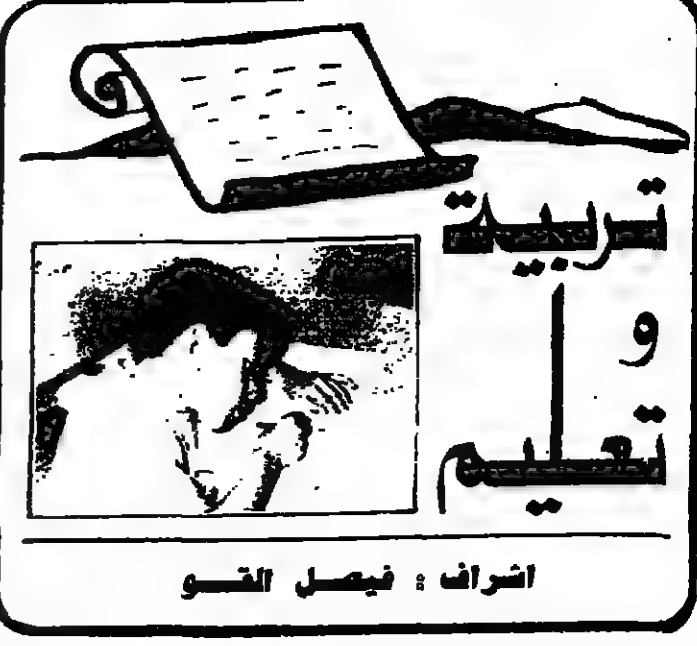 تربية
و
تعليم
اشراف : فيصل القو